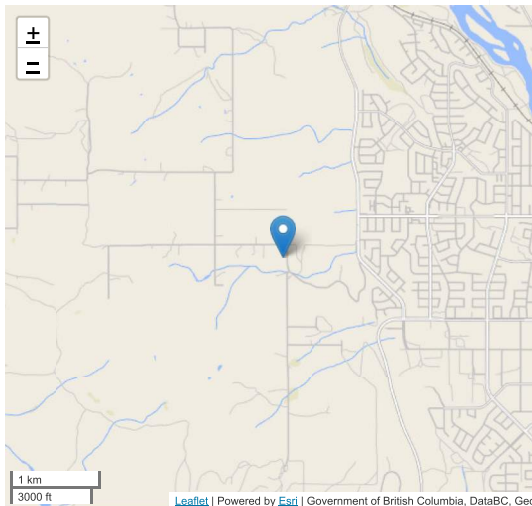 +
−
1 km
3000 ft
Leaflet | Powered by Esri | Government of British Columbia, DataBC, Geo